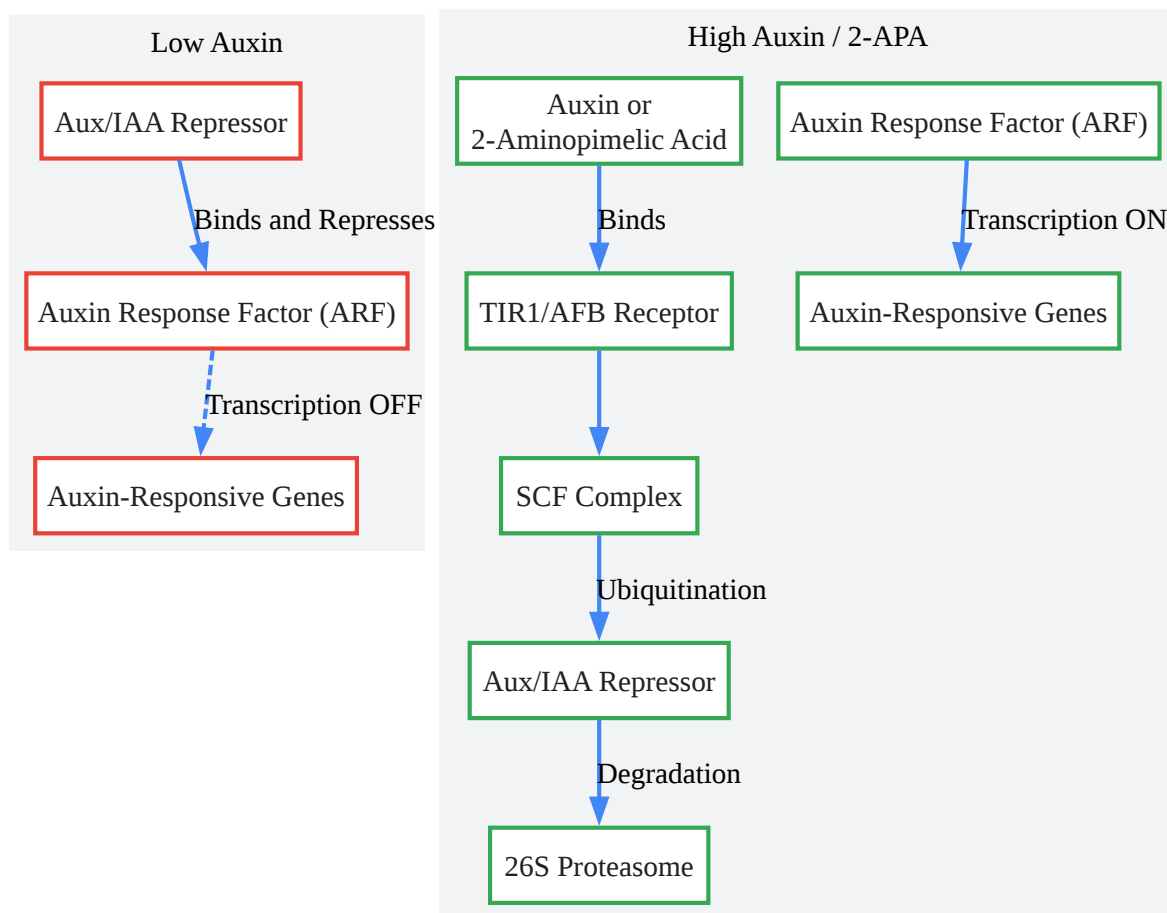 Low Auxin
Aux/IAA Repressor
Binds and Represses
Auxin Response Factor (ARF)
Transcription OFF
Auxin-Responsive Genes
High Auxin / 2-APA
Auxin or
2-Aminopimelic Acid
Binds
TIR1/AFB Receptor
SCF Complex
Ubiquitination
Aux/IAA Repressor
Degradation
26S Proteasome
Auxin Response Factor (ARF)
Transcription ON
Auxin-Responsive Genes